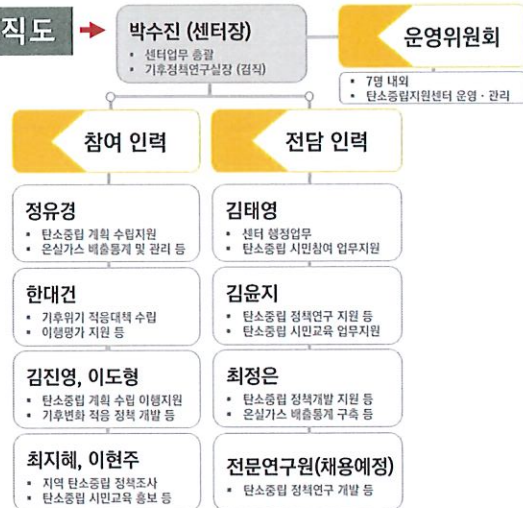 직도
박수진 (센터장)
▪ 센터업무 총괄
▪ 기후정책연구실장 (겸직)
운영위원회
▪ 7명 내외
▪ 탄소중립지원센터 운영 · 관리
참여 인력
정유경
▪ 탄소중립 계획 수립지원
▪ 온실가스 배출통계 및 관리 등
한대건
▪ 기후위기 적응대책 수립
▪ 이행평가 지원 등
김진영, 이도형
▪ 탄소중립 계획 수립 이행지원
▪ 기후변화 적응 정책 개발 등
최지혜, 이현주
▪ 지역 탄소중립 정책조사
▪ 탄소중립 시민교육 홍보 등
전담 인력
김태영
▪ 센터 행정업무
▪ 탄소중립 시민참여 업무지원
김윤지
▪ 탄소중립 정책연구 지원 등
▪ 탄소중립 시민교육 업무지원
최정은
▪ 탄소중립 정책개발 지원 등
▪ 온실가스 배출통계 구축 등
전문연구원(채용예정)
▪ 탄소중립 정책연구 개발 등